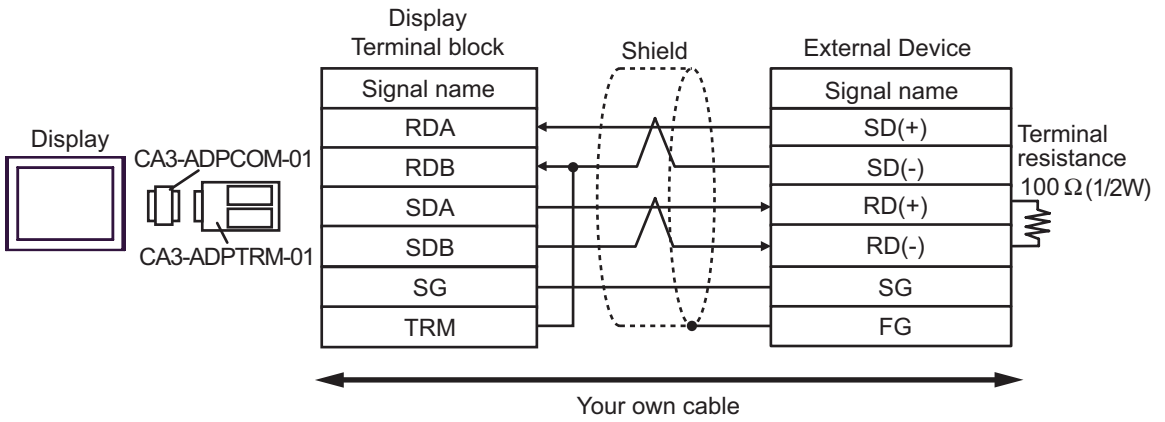 Display
Terminal block
Shield
External Device
Signal name
Signal name
RDA
SD(+)
RDB
SD(-)
SDA
RD(+)
SDB
RD(-)
SG
SG
TRM
FG
Display
CA3-ADPCOM-01
CA3-ADPTRM-01
Terminal
resistance
100 Ω (1/2W)
Your own cable